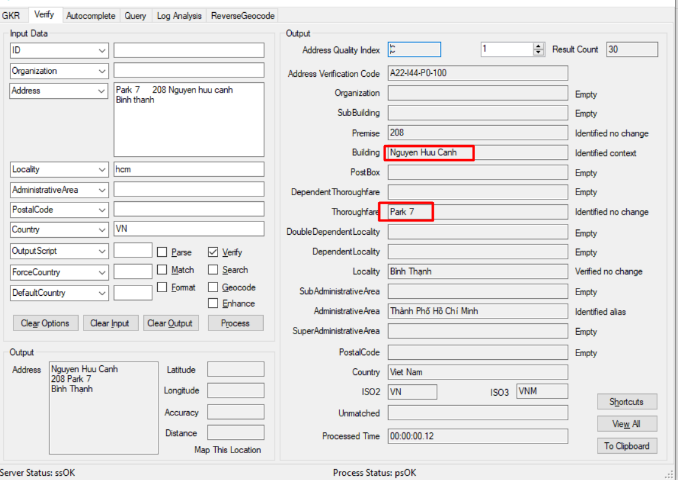 GKR Verify Autocomplete Query Log Analysis ReverseGeocode
Input Data
ID
Organization
Address Park 7 208 Nguyen huu canh
Binh thanh
Locality hcm
AdministrativeArea
PostalCode
Country VN
OutputScript Parse Verify
ForceCountry Match Search
DefaultCountry Format Geocode
Enhance
Clear Options Clear Input Clear Output Process
Output
Address Nguyen Huu Canh
208 Park 7
Bình Thạnh
Latitude
Longitude
Accuracy
Distance
Map This Location
Output
Address Quality Index 1 Result Count 30
Address Verification Code A22-I44-P0-100
Organization Empty
SubBuilding Empty
Premise 208 Identified no change
Building Nguyen Huu Canh Identified context
PostBox Empty
DependentThoroughfare Empty
Thoroughfare Park 7 Identified no change
DoubleDependentLocality Empty
DependentLocality Empty
Locality Bình Thạnh Verified no change
SubAdministrativeArea Empty
AdministrativeArea Thành Phố Hồ Chí Minh Identified alias
SuperAdministrativeArea Empty
PostalCode Empty
Country Viet Nam
ISO2 VN ISO3 VNM
Unmatched
Processed Time 00:00:00.12
Shortcuts
View All
To Clipboard
Server Status: ssOK Process Status: psOK